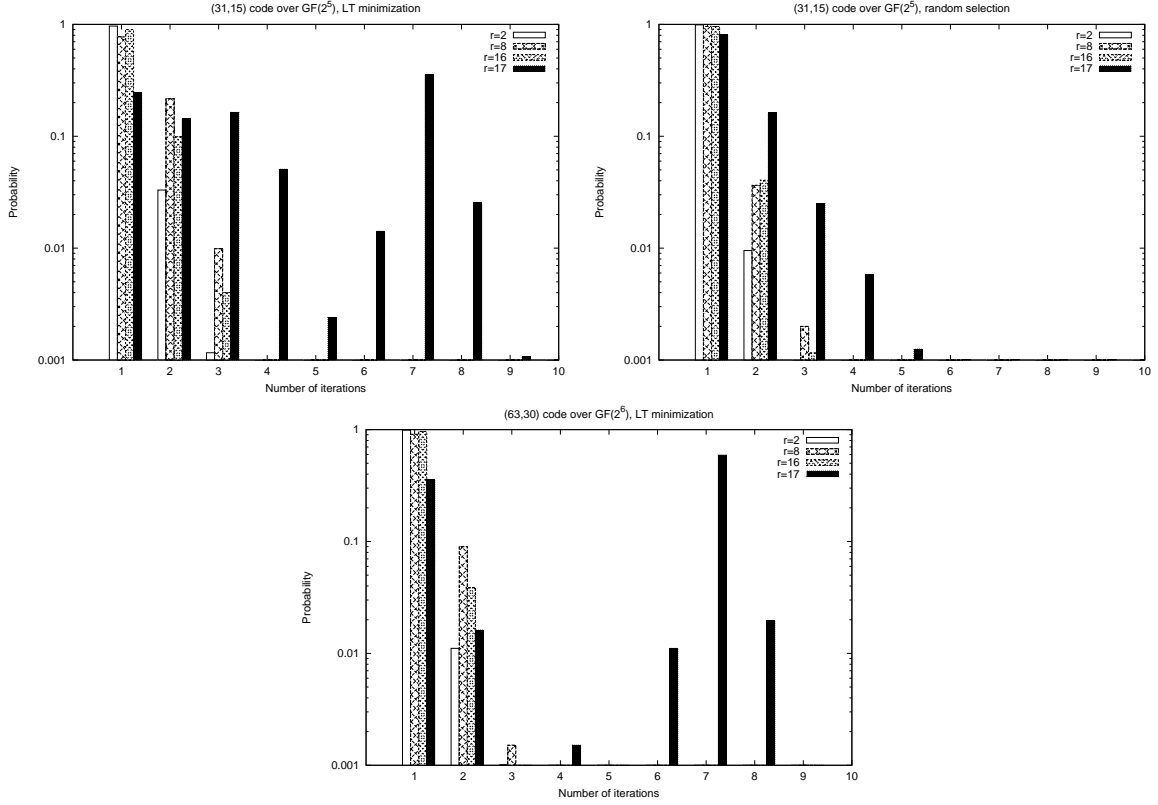 (31,15) code over GF(2^5), LT minimization
1
r=2
r=8
r=16
r=17
0.1
Probability
0.01
0.001
1 2 3 4 5 6 7 8 9 10
Number of iterations
(31,15) code over GF(2^5), random selection
1
r=2
r=8
r=16
r=17
0.1
Probability
0.01
0.001
1 2 3 4 5 6 7 8 9 10
Number of iterations
(63,30) code over GF(2^6), LT minimization
1
r=2
r=8
r=16
r=17
0.1
Probability
0.01
0.001
1 2 3 4 5 6 7 8 9 10
Number of iterations